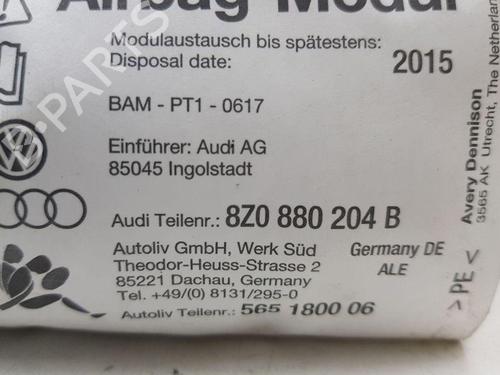 Airbag Modul
Modulaustausch bis spätestens:
Disposal date: 2015
BAM - PT1 - 0617
Einführer: Audi AG
85045 Ingolstadt
Audi Teilenr.: 8Z0 880 204 B
Autoliv GmbH, Werk Süd
Theodor-Heuss-Strasse 2
85221 Dachau, Germany
Tel. +49/(0) 8131/295-0
Autoliv Teilenr.: 565 1800 06
Germany DE
ALE
Avery Dennison
3565 AK Utrecht, The Netherland
> PE <
B-PARTS